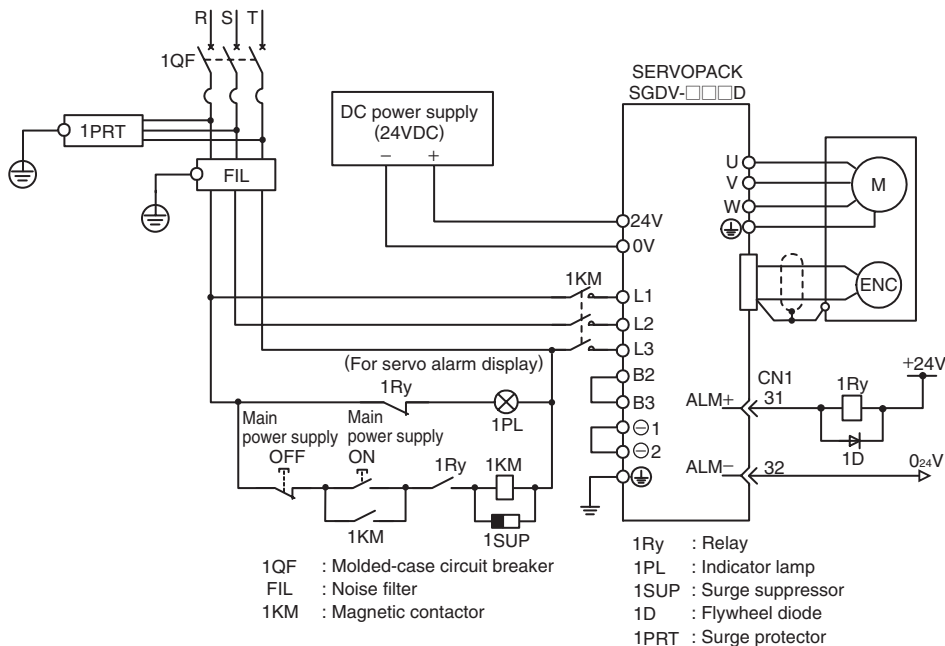 R S T
1QF
1PRT
FIL
DC power supply
(24VDC)
− +
SERVOPACK
SGDV-□□□D
U
V
W
M
ENC
24V
0V
1KM
L1
L2
L3
(For servo alarm display)
B2
B3
⊖1
⊖2
1Ry
1PL
Main
power supply
OFF
Main
power supply
ON
1Ry
1KM
1KM
1SUP
CN1
ALM+
31
1Ry
+24V
1D
ALM−
32
024V
1QF : Molded-case circuit breaker
FIL : Noise filter
1KM : Magnetic contactor
1Ry : Relay
1PL : Indicator lamp
1SUP : Surge suppressor
1D : Flywheel diode
1PRT : Surge protector